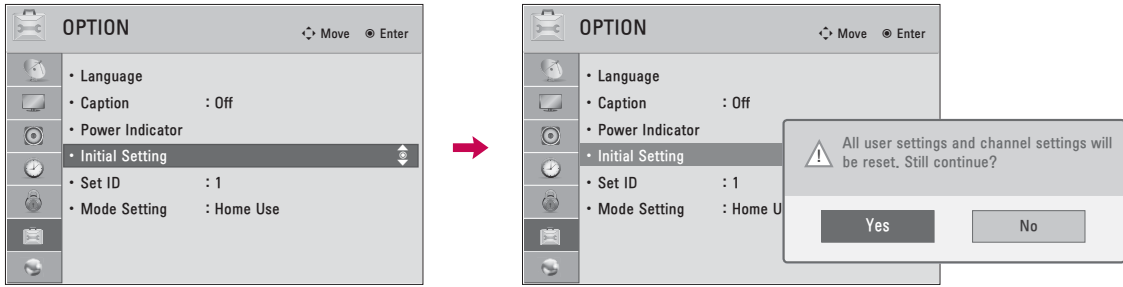 OPTION
Move Enter
• Language
• Caption : Off
• Power Indicator
• Initial Setting
• Set ID : 1
• Mode Setting : Home Use
OPTION
Move Enter
• Language
• Caption : Off
• Power Indicator
• Initial Setting
• Set ID : 1
• Mode Setting : Home U
All user settings and channel settings will
be reset. Still continue?
Yes No